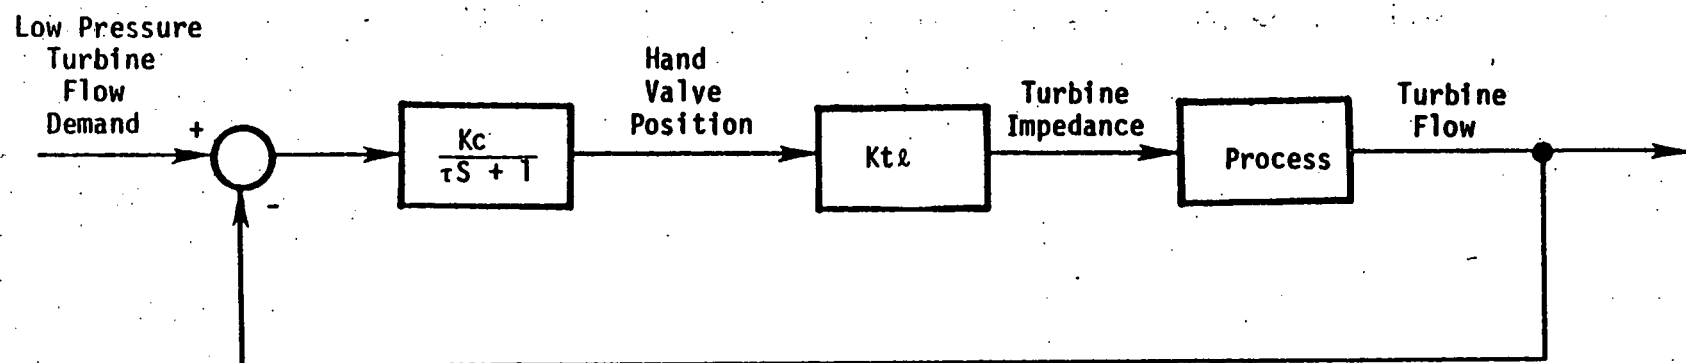 Low Pressure
Turbine
Flow
Demand
+
-
Kc
τS + 1
Hand
Valve
Position
Ktℓ
Turbine
Impedance
Process
Turbine
Flow